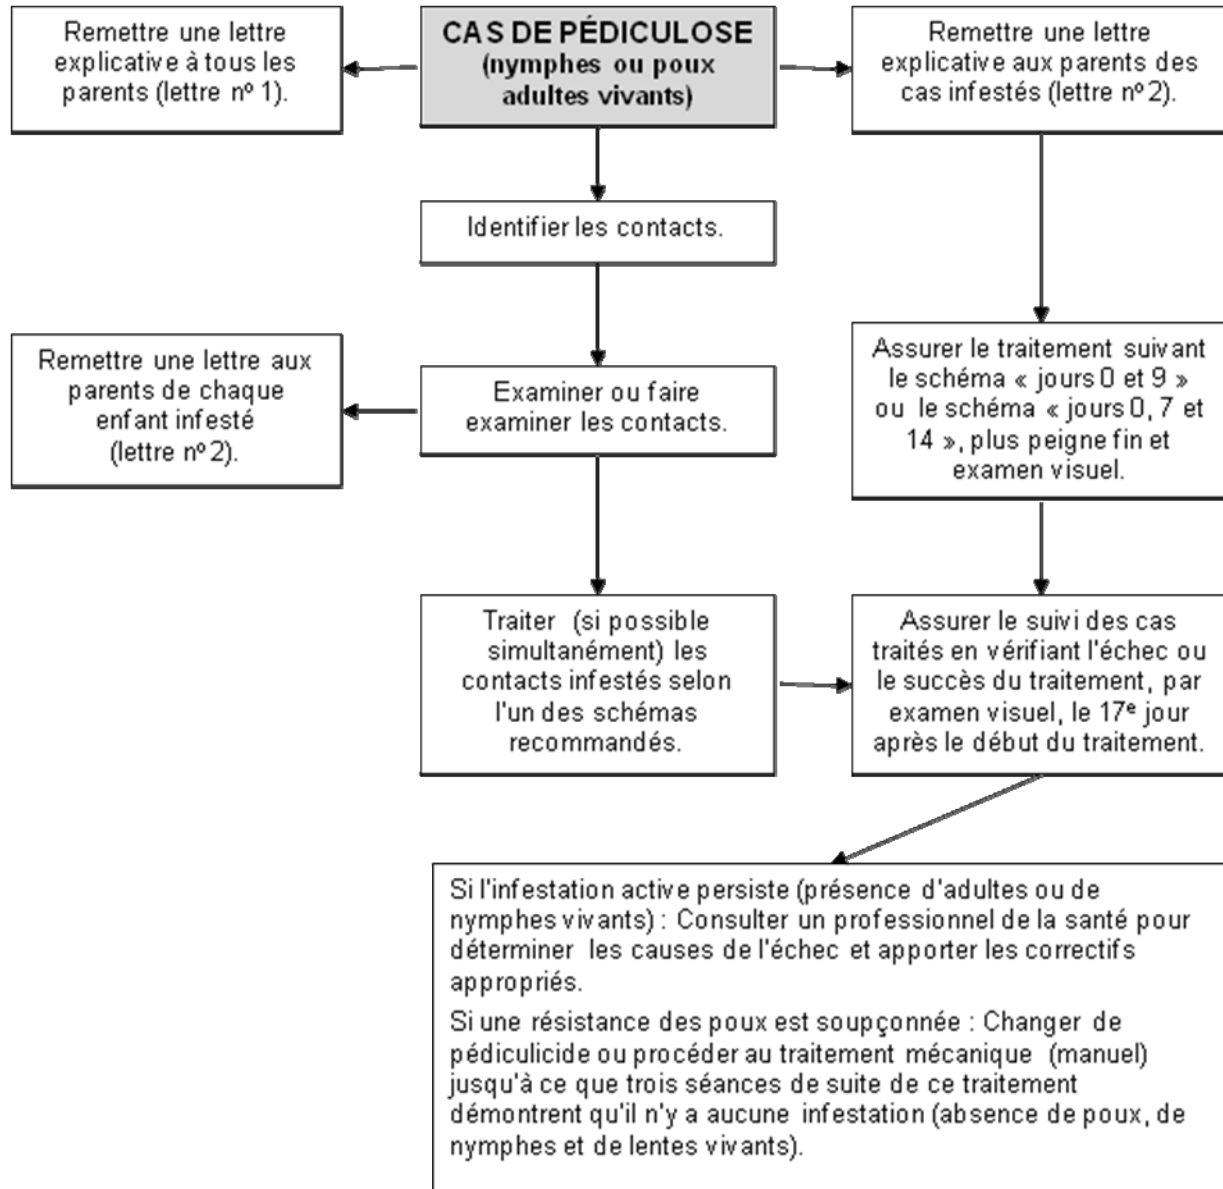 Remettre une lettre
explicative à tous les
parents (lettre nº 1).
CAS DE PÉDICULOSE
(nymphes ou poux
adultes vivants)
Remettre une lettre
explicative aux parents des
cas infestés (lettre nº 2).
Identifier les contacts.
Remettre une lettre aux
parents de chaque
enfant infesté
(lettre nº 2).
Examiner ou faire
examiner les contacts.
Assurer le traitement suivant
le schéma « jours 0 et 9 »
ou le schéma « jours 0, 7 et
14 », plus peigne fin et
examen visuel.
Traiter (si possible
simultanément) les
contacts infestés selon
l'un des schémas
recommandés.
Assurer le suivi des cas
traités en vérifiant l'échec ou
le succès du traitement, par
examen visuel, le 17ᵉ jour
après le début du traitement.
Si l'infestation active persiste (présence d'adultes ou de
nymphes vivants) : Consulter un professionnel de la santé pour
déterminer les causes de l'échec et apporter les correctifs
appropriés.
Si une résistance des poux est soupçonnée : Changer de
pédiculicide ou procéder au traitement mécanique (manuel)
jusqu'à ce que trois séances de suite de ce traitement
démontrent qu'il n'y a aucune infestation (absence de poux, de
nymphes et de lentes vivants).